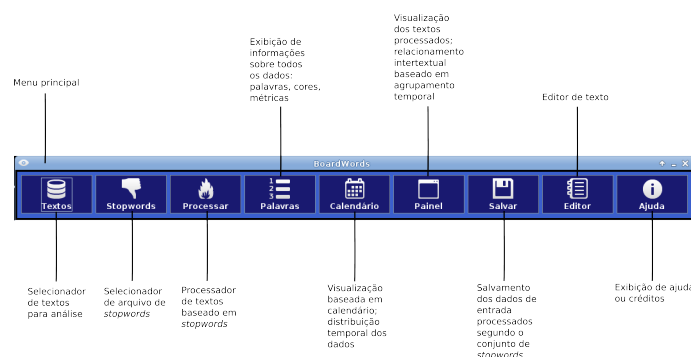 Visualização
dos textos
processados;
relacionamento
intertextual
baseado em
agrupamento
temporal
Exibição de
informações
sobre todos
os dados:
palavras, cores,
métricas
Menu principal
Editor de texto
BoardWords
1
2
3
Textos
Stopwords
Processar
Palavras
Calendário
Painel
Salvar
Editor
Ajuda
Selecionador
de textos
para análise
Selecionador
de arquivo de
stopwords
Processador
de textos
baseado em
stopwords
Visualização
baseada em
calendário;
distribuição
temporal dos
dados
Salvamento
dos dados de
entrada
processados
segundo o
conjunto de
stopwords
Exibição de ajuda
ou créditos